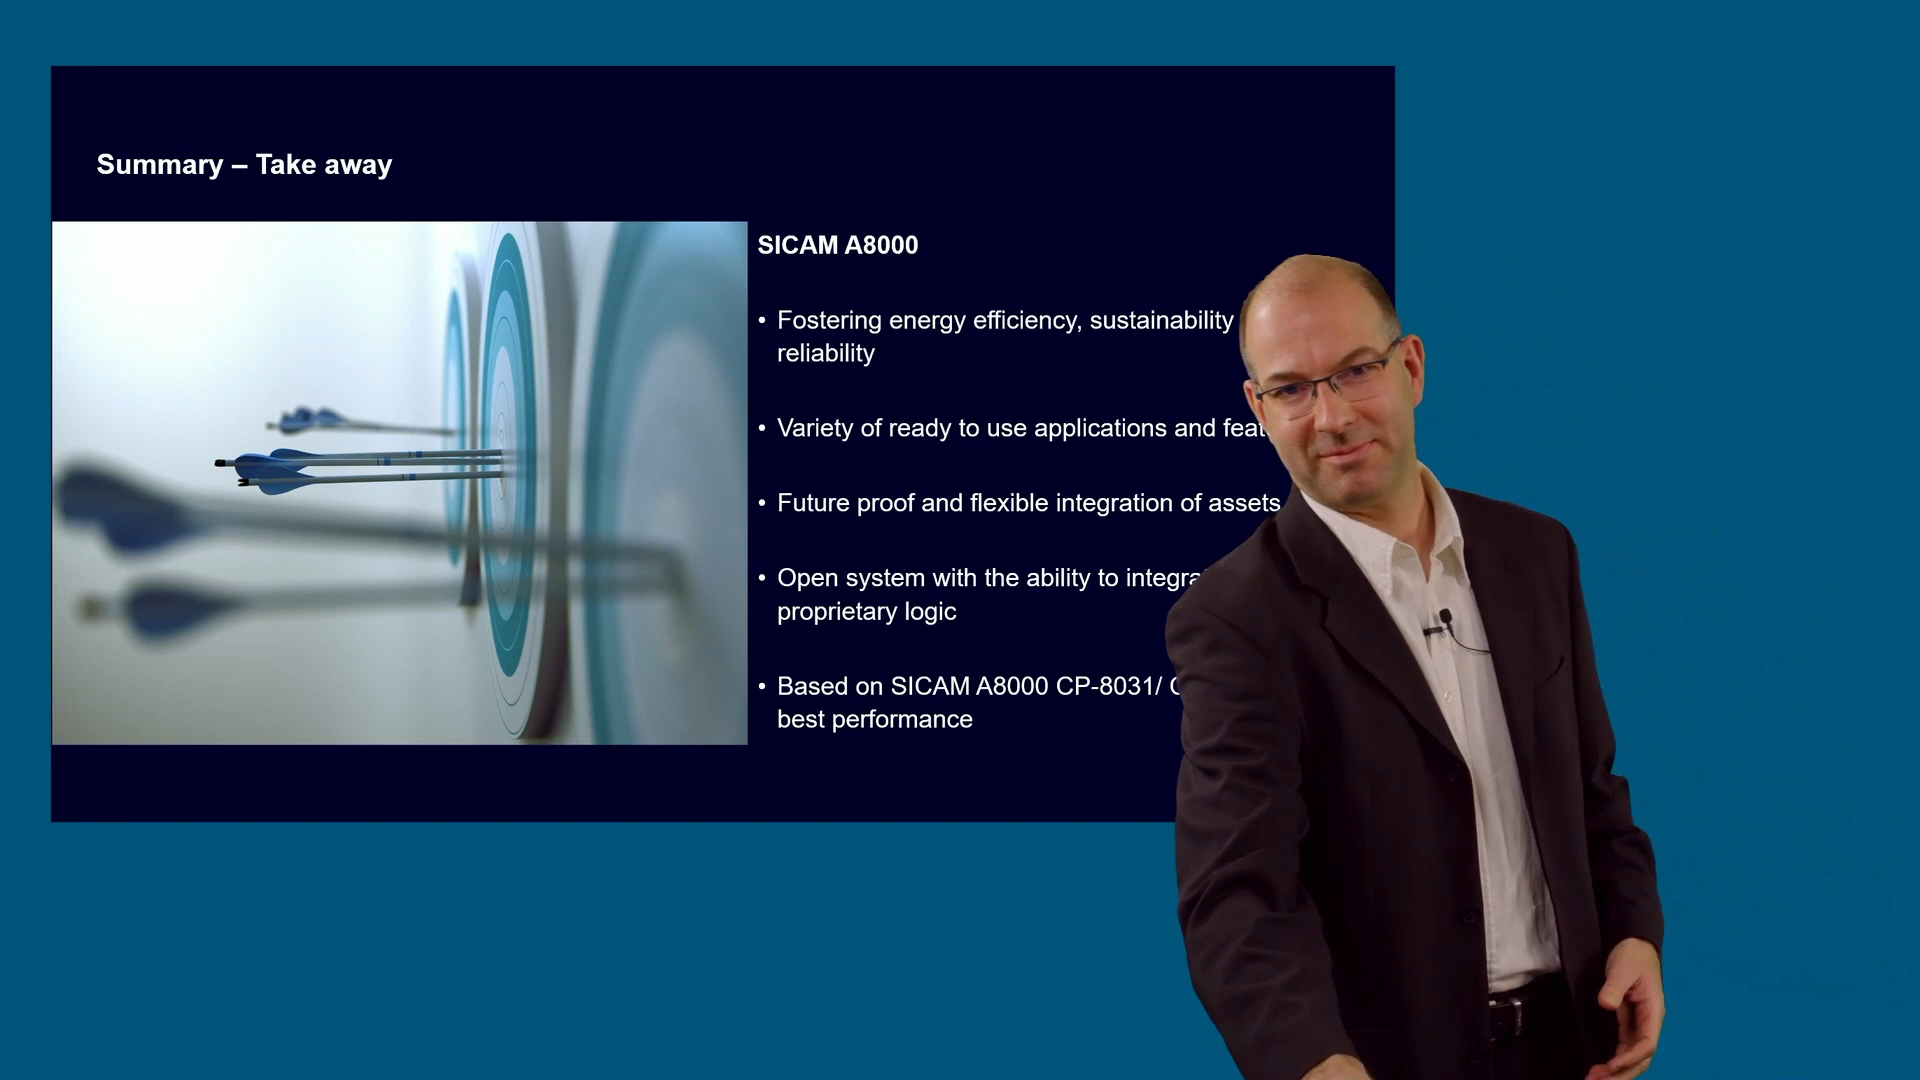 Summary – Take away
SICAM A8000
• Fostering energy efficiency, sustainability
reliability
• Variety of ready to use applications and
• Future proof and flexible integration of assets
• Open system with the ability to
proprietary logic
• Based on SICAM A8000 CP-8031/
best performance